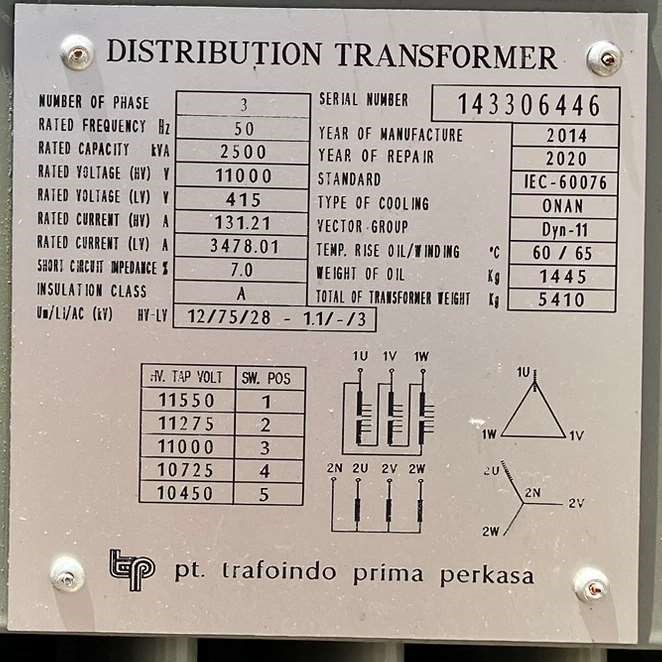 DISTRIBUTION TRANSFORMER
NUMBER OF PHASE 3
RATED FREQUENCY Hz 50
RATED CAPACITY kVA 2500
RATED VOLTAGE (HV) V 11000
RATED VOLTAGE (LV) V 415
RATED CURRENT (HV) A 131.21
RATED CURRENT (LV) A 3478.01
SHORT CIRCUIT IMPEDANCE % 7.0
INSULATION CLASS A
Um/Li/AC (kV) HV-LV 12/75/28 - 1.1/-/3
SERIAL NUMBER 143306446
YEAR OF MANUFACTURE 2014
YEAR OF REPAIR 2020
STANDARD IEC-60076
TYPE OF COOLING ONAN
VECTOR GROUP Dyn-11
TEMP. RISE OIL/WINDING °C 60 / 65
WEIGHT OF OIL Kg 1445
TOTAL OF TRANSFORMER WEIGHT Kg 5410
HV. TAP VOLT SW. POS
11550 1
11275 2
11000 3
10725 4
10450 5
1U 1V 1W
2N 2U 2V 2W
1U
1W 1V
2U
2N 2V
2W
tp pt. trafoindo prima perkasa